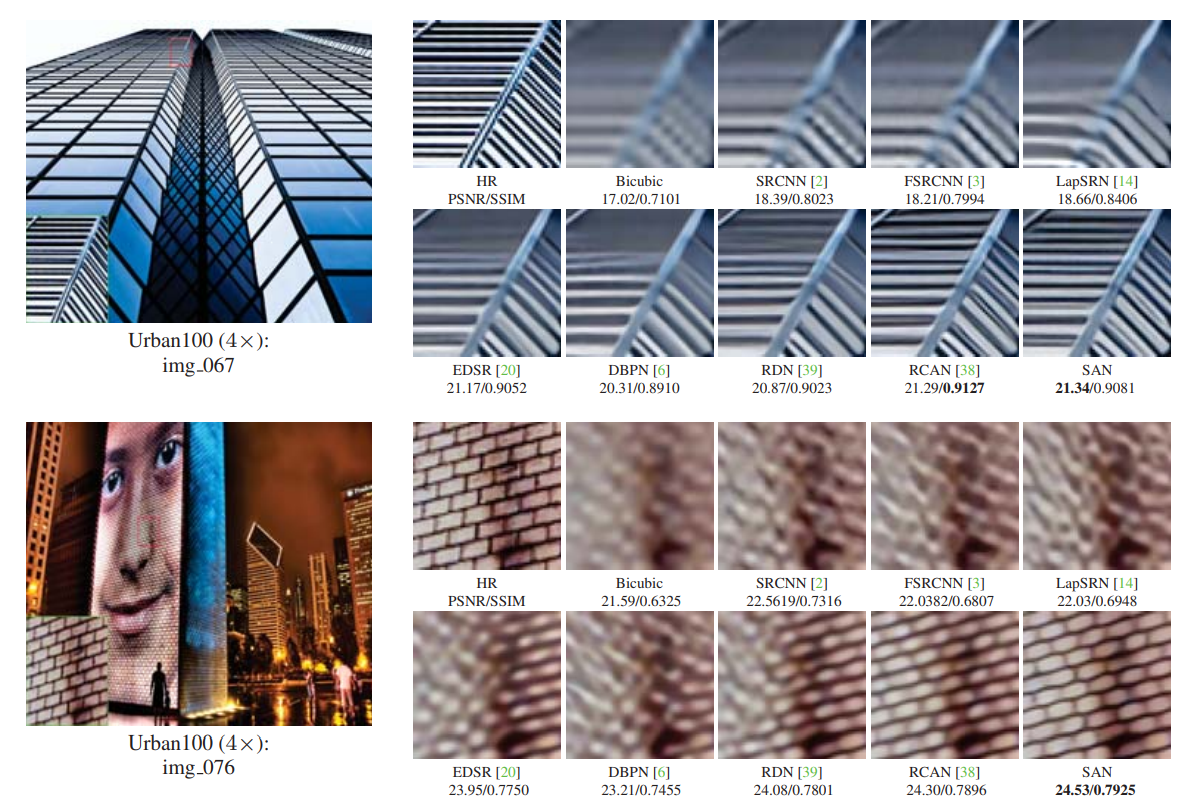 HR
PSNR/SSIM
Bicubic
17.02/0.7101
SRCNN [2]
18.39/0.8023
FSRCNN [3]
18.21/0.7994
LapSRN [14]
18.66/0.8406
EDSR [20]
21.17/0.9052
DBPN [6]
20.31/0.8910
RDN [39]
20.87/0.9023
RCAN [38]
21.29/0.9127
SAN
21.34/0.9081
Urban100 (4×):
img_067
HR
PSNR/SSIM
Bicubic
21.59/0.6325
SRCNN [2]
22.5619/0.7316
FSRCNN [3]
22.0382/0.6807
LapSRN [14]
22.03/0.6948
EDSR [20]
23.95/0.7750
DBPN [6]
23.21/0.7455
RDN [39]
24.08/0.7801
RCAN [38]
24.30/0.7896
SAN
24.53/0.7925
Urban100 (4×):
img_076